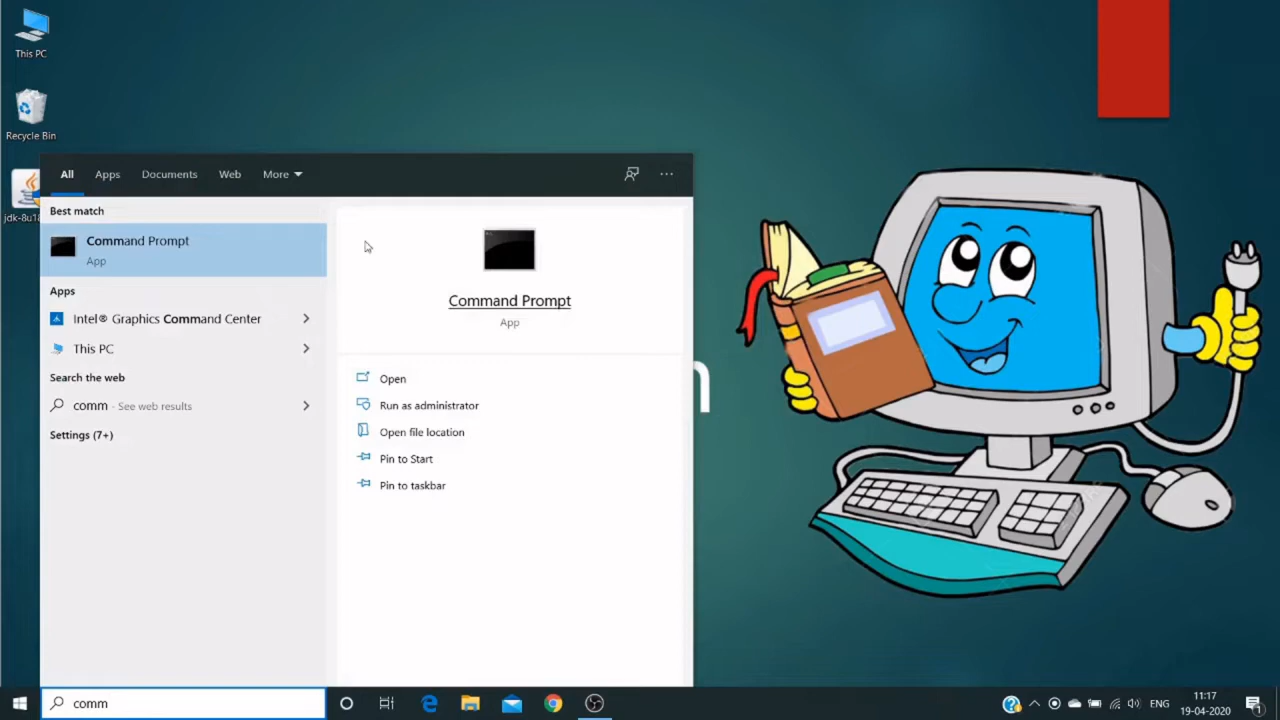 This PC
Recycle Bin
All Apps Documents Web More
Best match
Command Prompt
App
Apps
Intel® Graphics Command Center
This PC
Search the web
comm - See web results
Settings (7+)
Command Prompt
App
Open
Run as administrator
Open file location
Pin to Start
Pin to taskbar
comm
ENG
11:17
19-04-2020